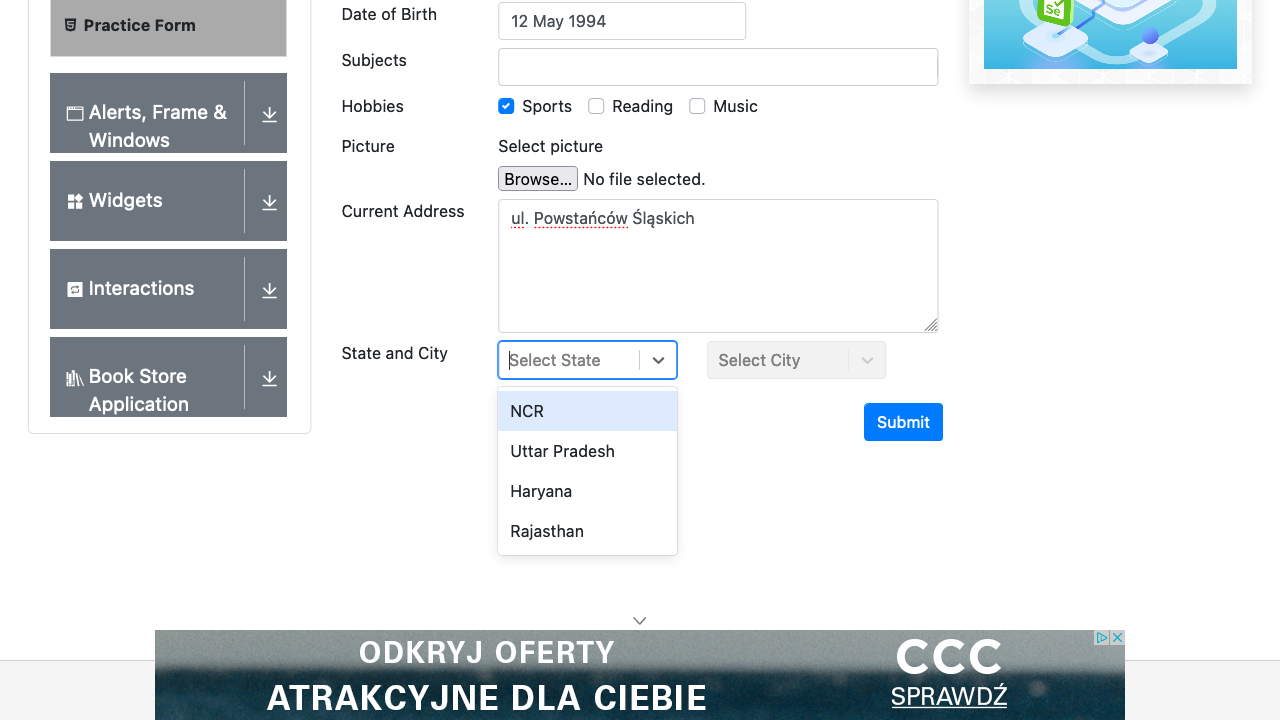 Practice Form
Alerts, Frame &
Windows
Widgets
Interactions
Book Store
Application
Date of Birth
12 May 1994
Subjects
Hobbies
Sports
Reading
Music
Picture
Select picture
Browse... No file selected.
Current Address
ul. Powstańców Śląskich
State and City
Select State
Select City
NCR
Uttar Pradesh
Haryana
Rajasthan
Submit
Se
ODKRYJ OFERTY
ATRAKCYJNE DLA CIEBIE
CCC
SPRAWDŹ